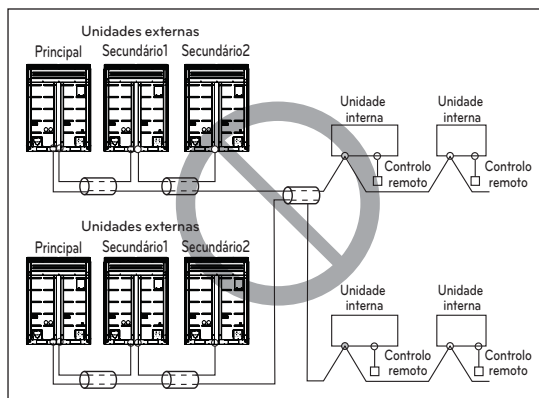 Unidades externas
Principal Secundário1 Secundário2
Unidade interna
Unidade interna
Controlo remoto
Controlo remoto
Unidades externas
Principal Secundário1 Secundário2
Unidade interna
Unidade interna
Controlo remoto
Controlo remoto